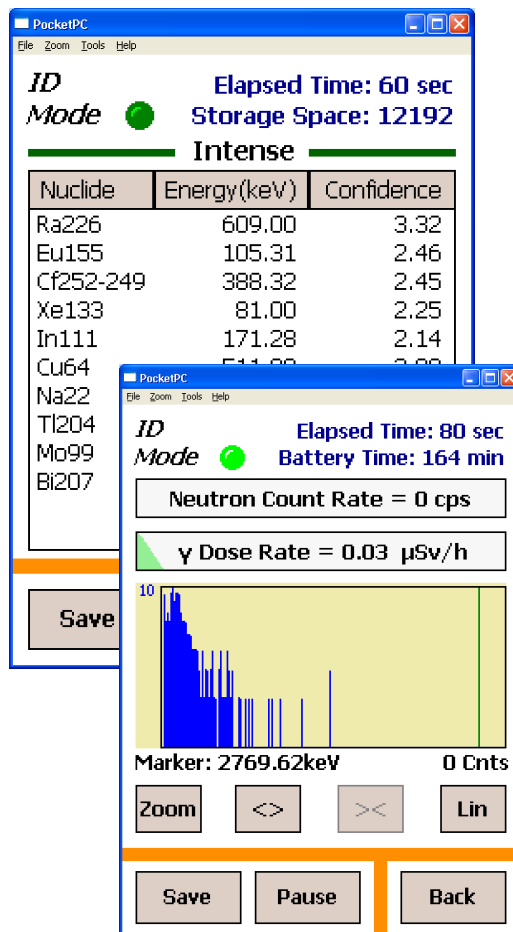 PocketPC
File Zoom Tools Help
ID
Mode
Elapsed Time: 60 sec
Storage Space: 12192
Intense
Nuclide Energy(keV) Confidence
Ra226 609.00 3.32
Eu155 105.31 2.46
Cf252-249 388.32 2.45
Xe133 81.00 2.25
In111 171.28 2.14
Cu64
Na22
Tl204
Mo99
Bi207
Save
PocketPC
File Zoom Tools Help
ID
Mode
Elapsed Time: 80 sec
Battery Time: 164 min
Neutron Count Rate = 0 cps
γ Dose Rate = 0.03 µSv/h
10
Marker: 2769.62keV 0 Cnts
Zoom <> >< Lin
Save Pause Back